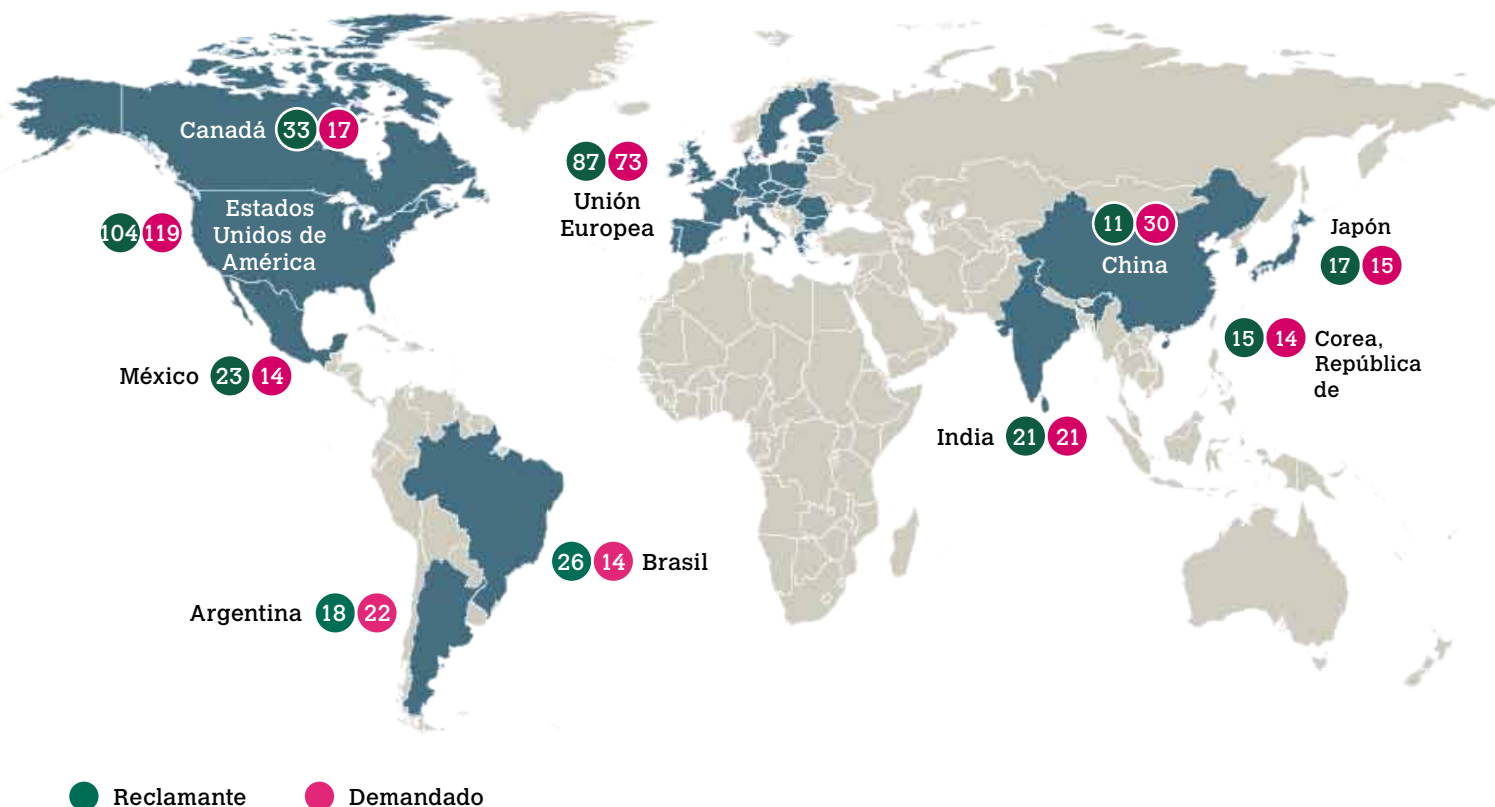 Canadá 33 17
87 73
Unión
Europea
104 119
Estados
Unidos de
América
11 30
China
Japón
17 15
15 14 Corea,
República
de
México 23 14
India 21 21
26 14 Brasil
Argentina 18 22
Reclamante Demandado